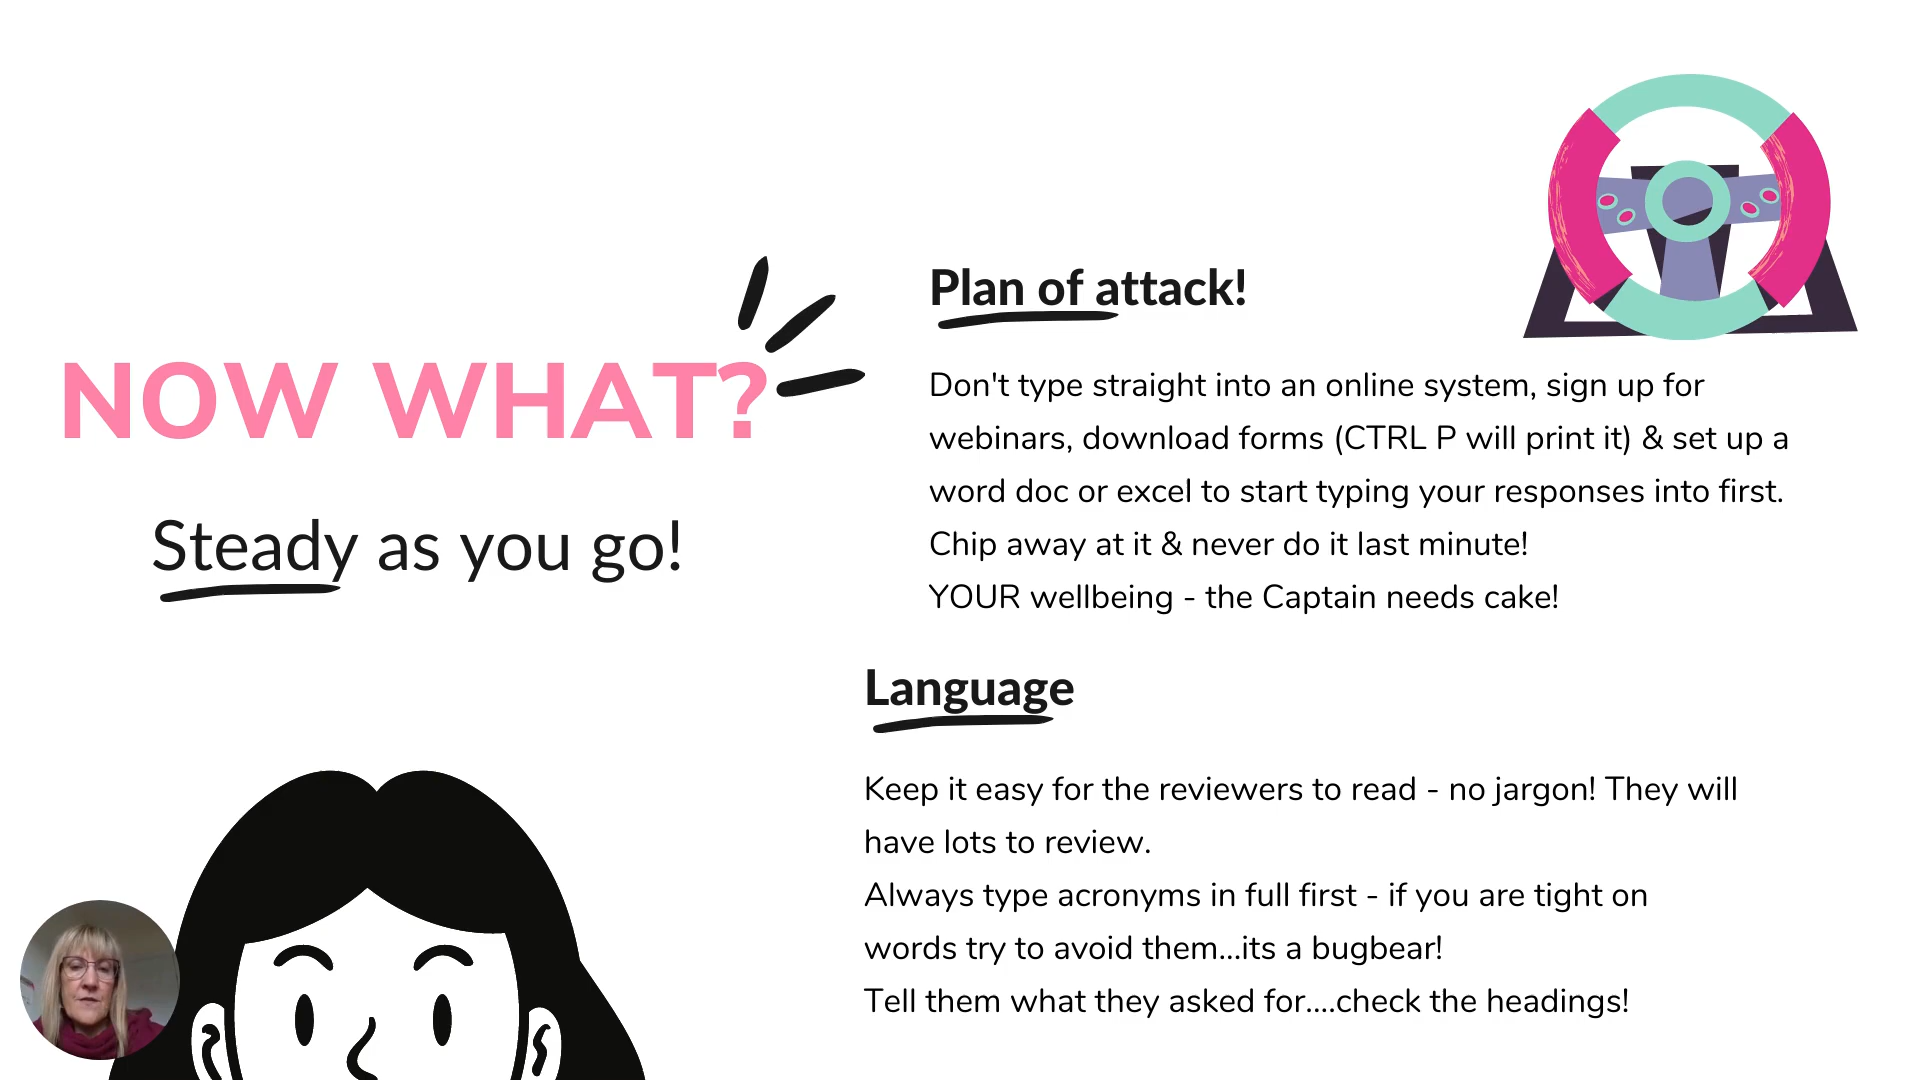 NOW WHAT?
Steady as you go!
Plan of attack!
Don't type straight into an online system, sign up for
webinars, download forms (CTRL P will print it) & set up a
word doc or excel to start typing your responses into first.
Chip away at it & never do it last minute!
YOUR wellbeing - the Captain needs cake!
Language
Keep it easy for the reviewers to read - no jargon! They will
have lots to review.
Always type acronyms in full first - if you are tight on
words try to avoid them...its a bugbear!
Tell them what they asked for....check the headings!